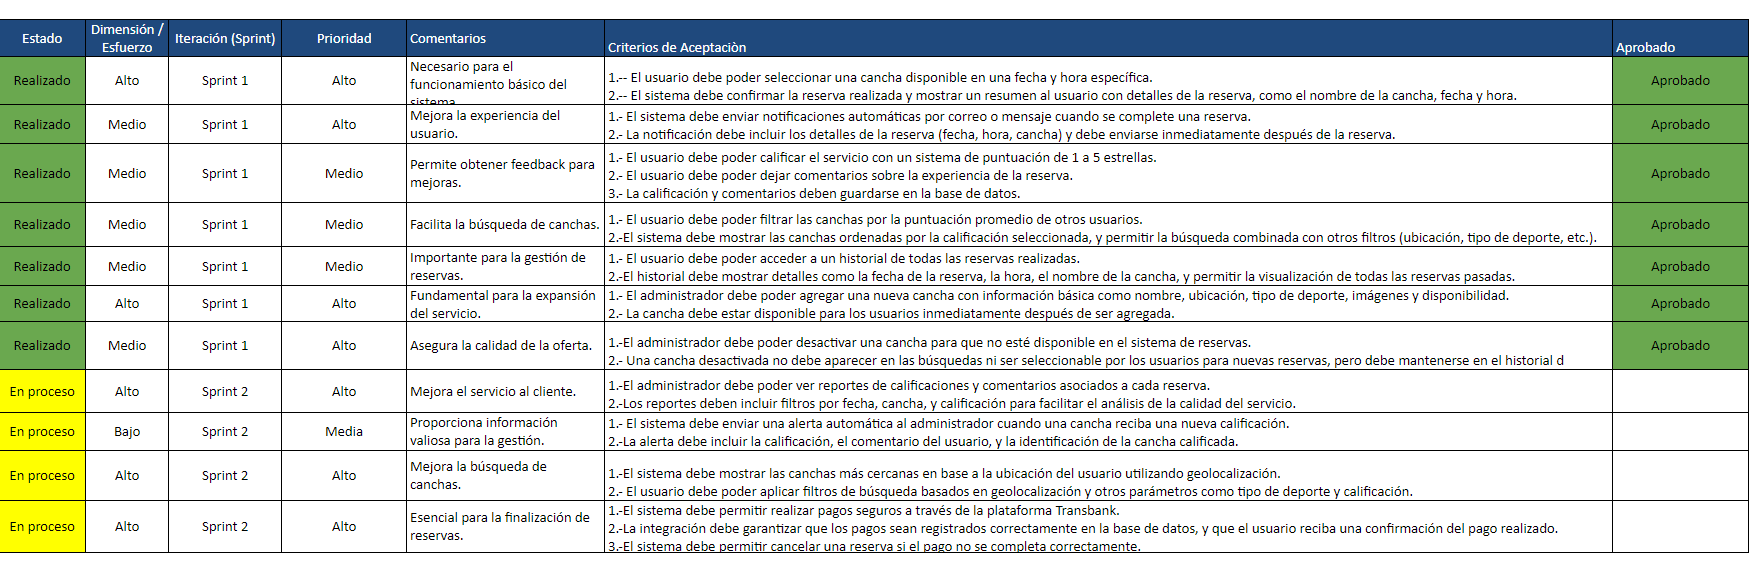 Estado
Dimensión /
Esfuerzo
Iteración (Sprint)
Prioridad
Comentarios
Criterios de Aceptaciòn
Aprobado
Realizado
Alto
Sprint 1
Alto
Necesario para el
funcionamiento básico del
sistema.
1.-- El usuario debe poder seleccionar una cancha disponible en una fecha y hora específica.
2.-- El sistema debe confirmar la reserva realizada y mostrar un resumen al usuario con detalles de la reserva, como el nombre de la cancha, fecha y hora.
Aprobado
Realizado
Medio
Sprint 1
Alto
Mejora la experiencia del
usuario.
1.- El sistema debe enviar notificaciones automáticas por correo o mensaje cuando se complete una reserva.
2.- La notificación debe incluir los detalles de la reserva (fecha, hora, cancha) y debe enviarse inmediatamente después de la reserva.
Aprobado
Realizado
Medio
Sprint 1
Medio
Permite obtener feedback para
mejoras.
1.- El usuario debe poder calificar el servicio con un sistema de puntuación de 1 a 5 estrellas.
2.- El usuario debe poder dejar comentarios sobre la experiencia de la reserva.
3.- La calificación y comentarios deben guardarse en la base de datos.
Aprobado
Realizado
Medio
Sprint 1
Medio
Facilita la búsqueda de canchas.
1.- El usuario debe poder filtrar las canchas por la puntuación promedio de otros usuarios.
2.-El sistema debe mostrar las canchas ordenadas por la calificación seleccionada, y permitir la búsqueda combinada con otros filtros (ubicación, tipo de deporte, etc.).
Aprobado
Realizado
Medio
Sprint 1
Medio
Importante para la gestión de
reservas.
1.- El usuario debe poder acceder a un historial de todas las reservas realizadas.
2.-El historial debe mostrar detalles como la fecha de la reserva, la hora, el nombre de la cancha, y permitir la visualización de todas las reservas pasadas.
Aprobado
Realizado
Alto
Sprint 1
Alto
Fundamental para la expansión
del servicio.
1.- El administrador debe poder agregar una nueva cancha con información básica como nombre, ubicación, tipo de deporte, imágenes y disponibilidad.
2.- La cancha debe estar disponible para los usuarios inmediatamente después de ser agregada.
Aprobado
Realizado
Medio
Sprint 1
Alto
Asegura la calidad de la oferta.
1.-El administrador debe poder desactivar una cancha para que no esté disponible en el sistema de reservas.
2.- Una cancha desactivada no debe aparecer en las búsquedas ni ser seleccionable por los usuarios para nuevas reservas, pero debe mantenerse en el historial d
Aprobado
En proceso
Alto
Sprint 2
Alto
Mejora el servicio al cliente.
1.-El administrador debe poder ver reportes de calificaciones y comentarios asociados a cada reserva.
2.-Los reportes deben incluir filtros por fecha, cancha, y calificación para facilitar el análisis de la calidad del servicio.
En proceso
Bajo
Sprint 2
Media
Proporciona información
valiosa para la gestión.
1.- El sistema debe enviar una alerta automática al administrador cuando una cancha reciba una nueva calificación.
2.-La alerta debe incluir la calificación, el comentario del usuario, y la identificación de la cancha calificada.
En proceso
Alto
Sprint 2
Alto
Mejora la búsqueda de
canchas.
1.-El sistema debe mostrar las canchas más cercanas en base a la ubicación del usuario utilizando geolocalización.
2.- El usuario debe poder aplicar filtros de búsqueda basados en geolocalización y otros parámetros como tipo de deporte y calificación.
En proceso
Alto
Sprint 2
Alto
Esencial para la finalización de
reservas.
1.-El sistema debe permitir realizar pagos seguros a través de la plataforma Transbank.
2.-La integración debe garantizar que los pagos sean registrados correctamente en la base de datos, y que el usuario reciba una confirmación del pago realizado.
3.-El sistema debe permitir cancelar una reserva si el pago no se completa correctamente.